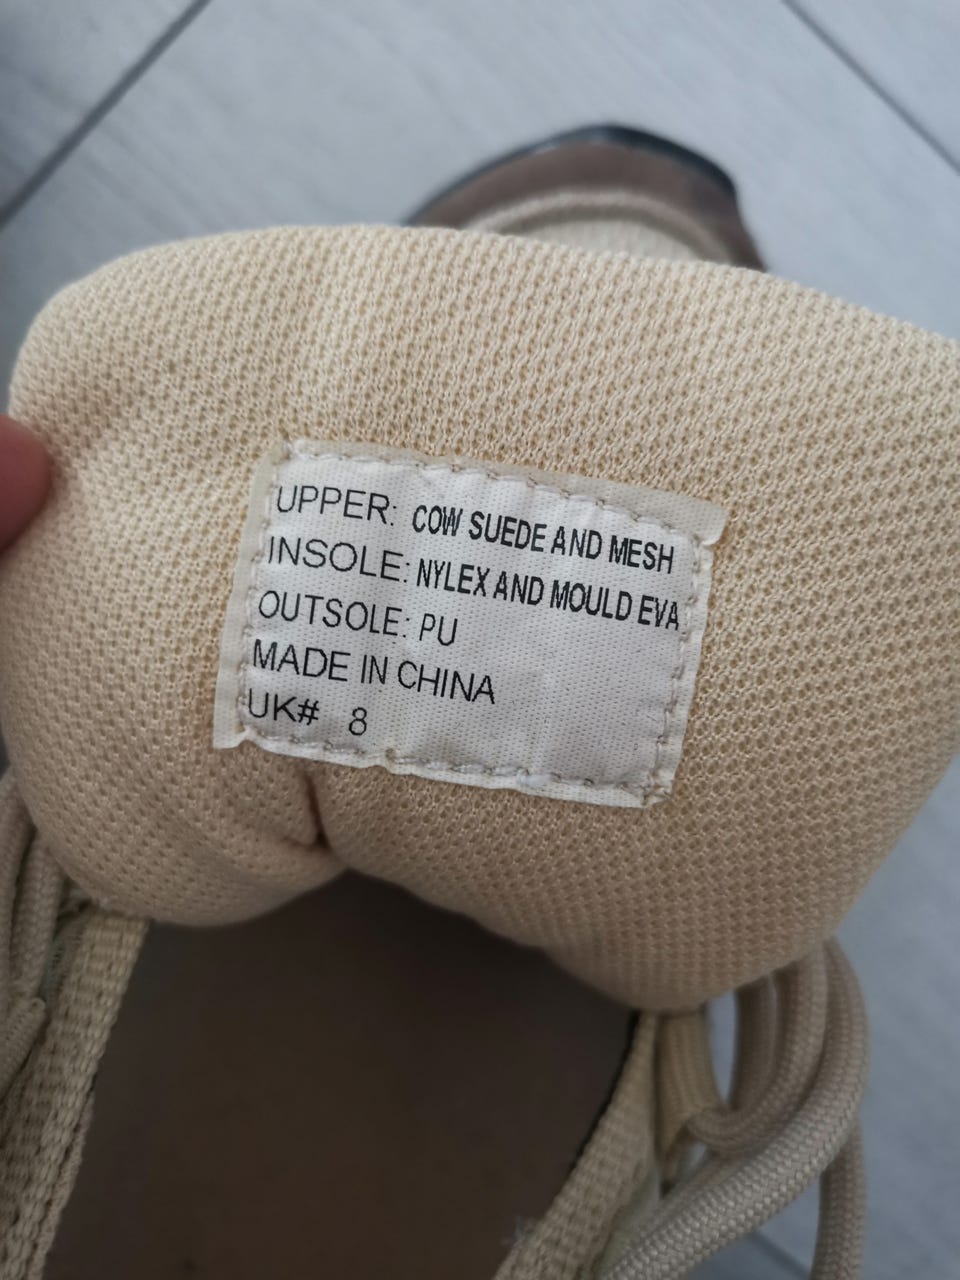 UPPER: COW SUEDE AND MESH
INSOLE: NYLEX AND MOULD EVA
OUTSOLE: PU
MADE IN CHINA
UK# 8